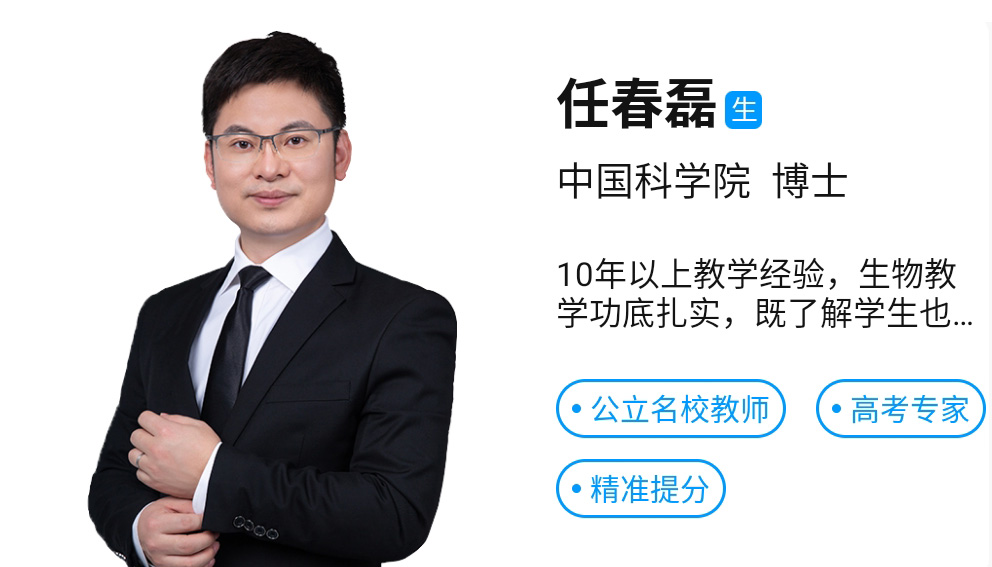 任春磊 生
中国科学院 博士
10年以上教学经验，生物教
学功底扎实，既了解学生也...
• 公立名校教师 • 高考专家
• 精准提分